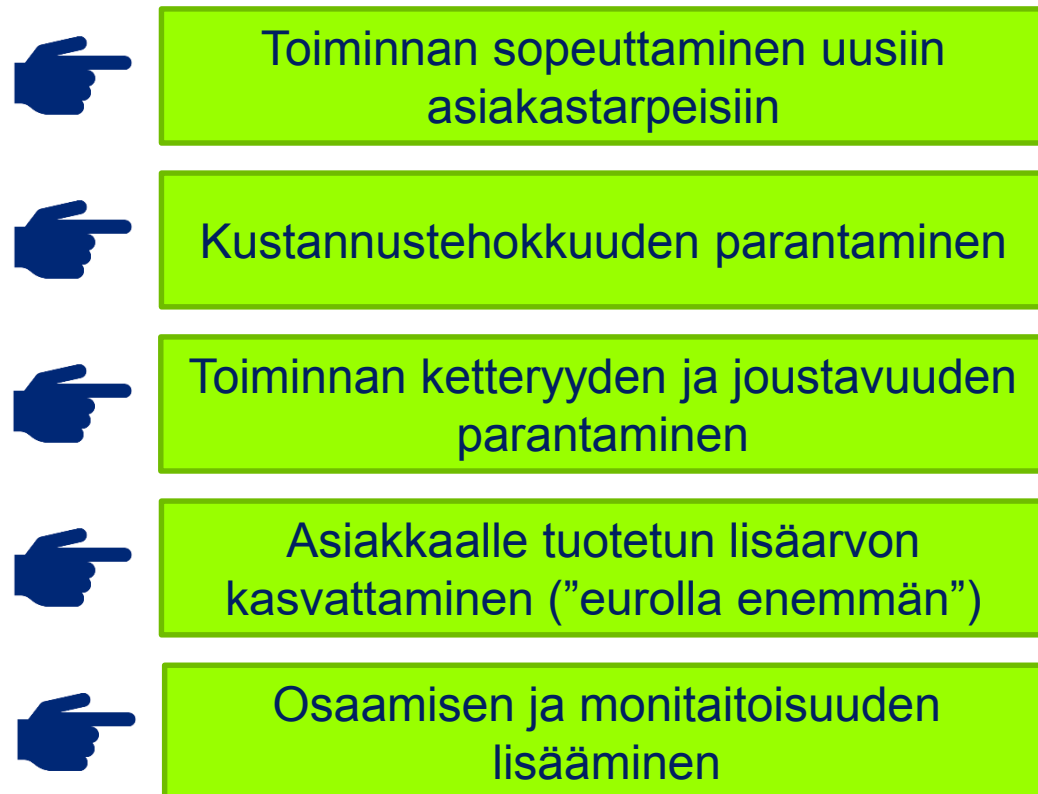 Toiminnan sopeuttaminen uusiin
asiakastarpeisiin
Kustannustehokkuuden parantaminen
Toiminnan ketteryyden ja joustavuuden
parantaminen
Asiakkaalle tuotetun lisäarvon
kasvattaminen (”eurolla enemmän”)
Osaamisen ja monitaitoisuuden
lisääminen